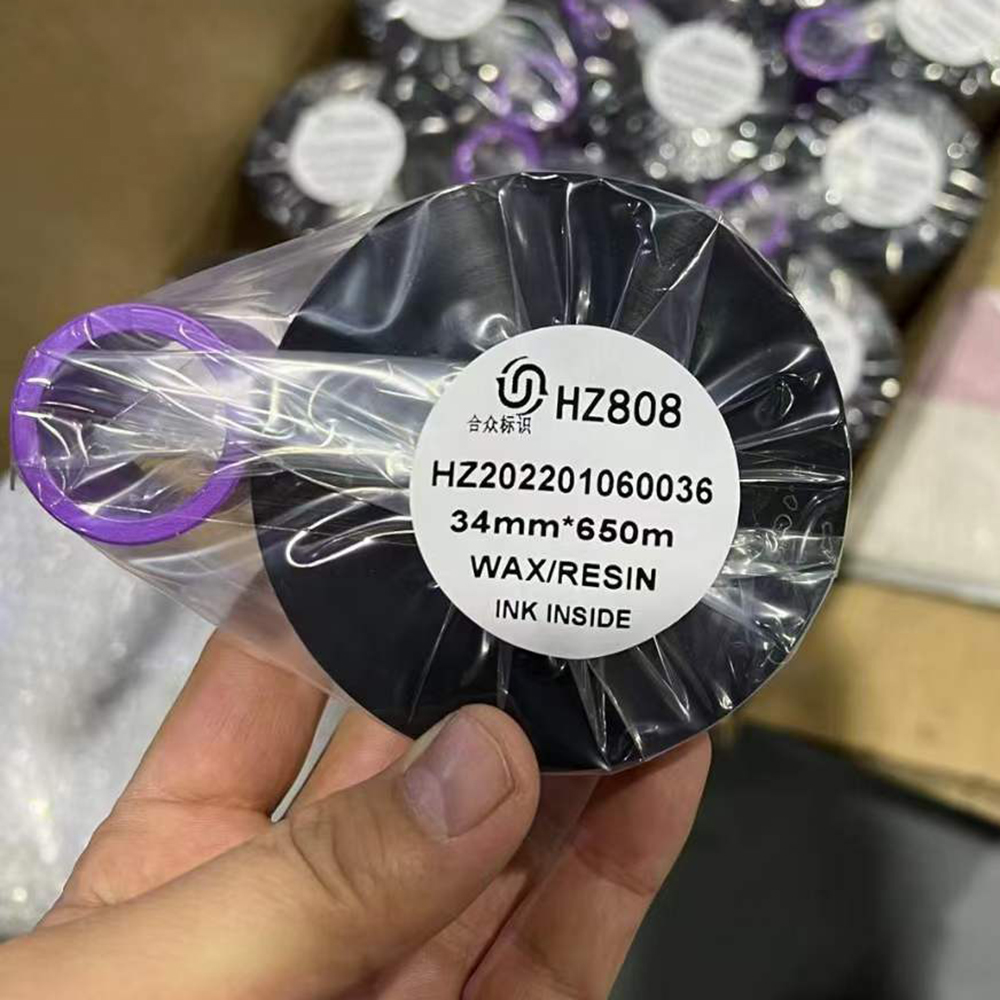 HZ808
合众标识
HZ202201060036
34mm*650m
WAX/RESIN
INK INSIDE